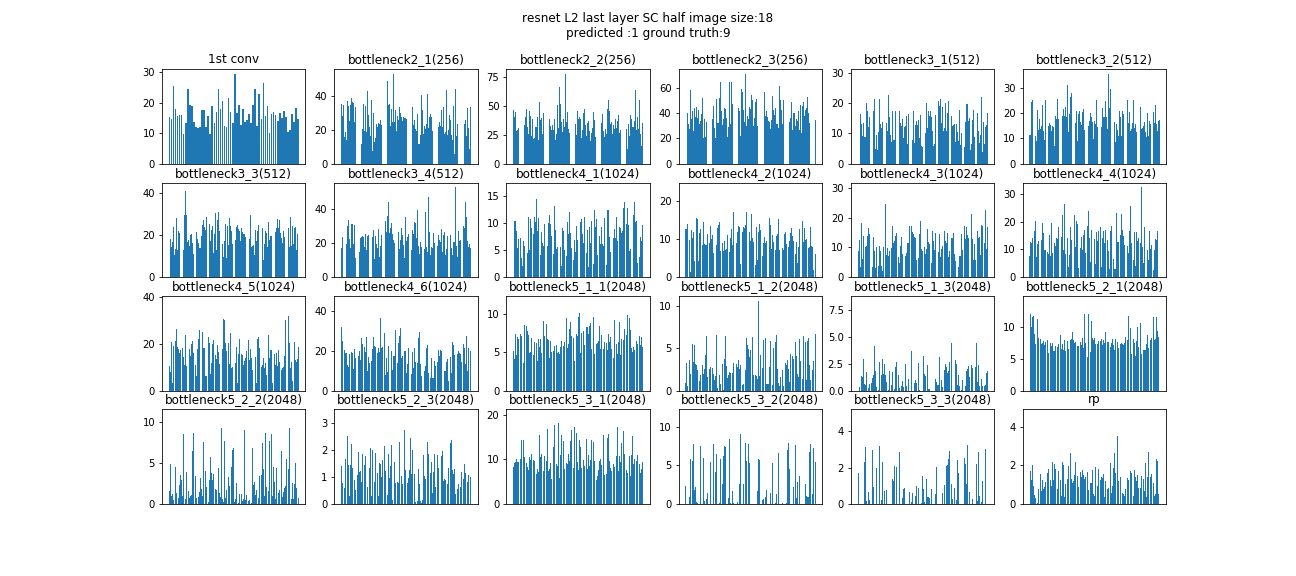 resnet L2 last layer SC half image size:18
predicted :1 ground truth:9
1st conv bottleneck2_1(256) bottleneck2_2(256) bottleneck2_3(256) bottleneck3_1(512) bottleneck3_2(512)
30 20 10 0
40 20 0
75 50 25 0
60 40 20 0
30 20 10 0
30 20 10 0
bottleneck3_3(512) bottleneck3_4(512) bottleneck4_1(1024) bottleneck4_2(1024) bottleneck4_3(1024) bottleneck4_4(1024)
40 20 0
40 20 0
15 10 5 0
20 10 0
30 20 10 0
30 20 10 0
bottleneck4_5(1024) bottleneck4_6(1024) bottleneck5_1_1(2048) bottleneck5_1_2(2048) bottleneck5_1_3(2048) bottleneck5_2_1(2048)
40 20 0
40 20 0
10 5 0
10 5 0
7.5 5.0 2.5 0.0
10 5 0
bottleneck5_2_2(2048) bottleneck5_2_3(2048) bottleneck5_3_1(2048) bottleneck5_3_2(2048) bottleneck5_3_3(2048) rp
10 5 0
3 2 1 0
20 10 0
10 5 0
4 2 0
4 2 0